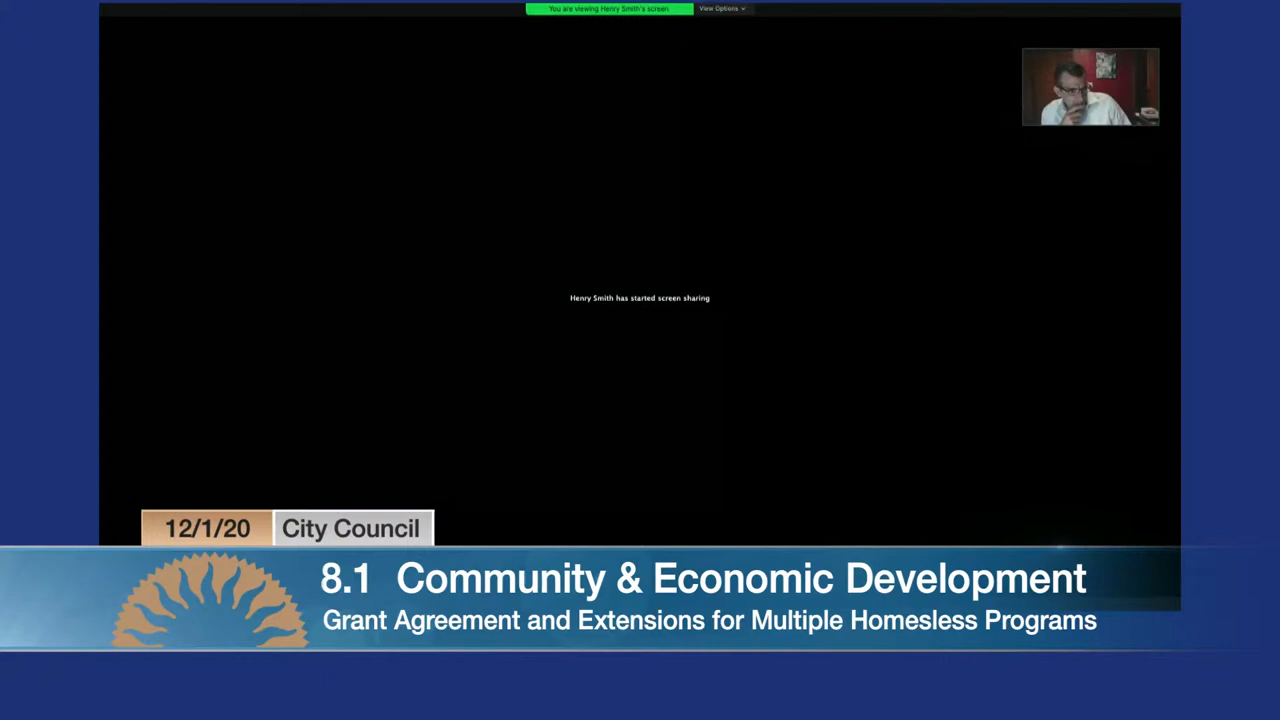 You are viewing Henry Smith's screen
View Options
Henry Smith has started screen sharing
12/1/20
City Council
8.1 Community & Economic Development
Grant Agreement and Extensions for Multiple Homesless Programs